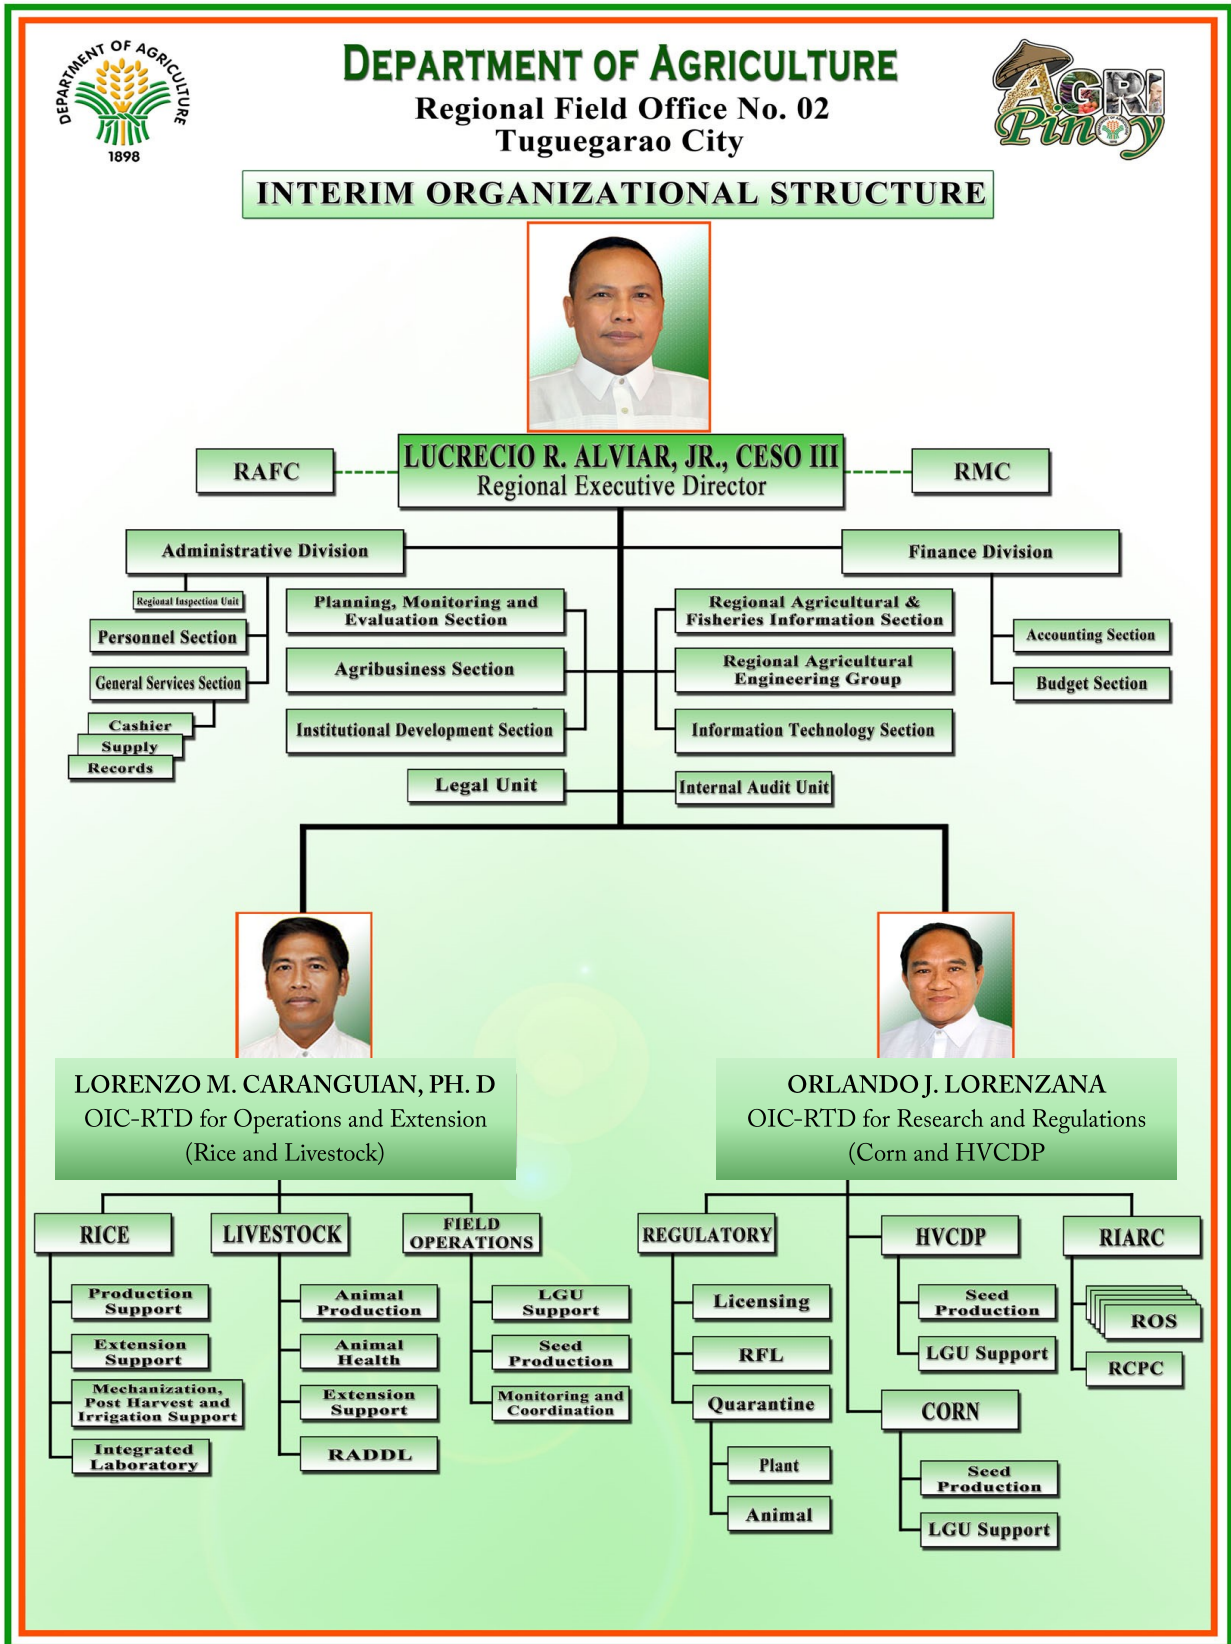 DEPARTMENT OF AGRICULTURE
1898
DEPARTMENT OF AGRICULTURE
Regional Field Office No. 02
Tuguegarao City
AGRI
Pinoy
INTERIM ORGANIZATIONAL STRUCTURE
RAFC
LUCRECIO R. ALVIAR, JR., CESO III
Regional Executive Director
RMC
Administrative Division
Finance Division
Regional Inspection Unit
Personnel Section
General Services Section
Cashier
Supply
Records
Planning, Monitoring and
Evaluation Section
Agribusiness Section
Institutional Development Section
Legal Unit
Regional Agricultural &
Fisheries Information Section
Regional Agricultural
Engineering Group
Information Technology Section
Internal Audit Unit
Accounting Section
Budget Section
LORENZO M. CARANGUIAN, PH. D
OIC-RTD for Operations and Extension
(Rice and Livestock)
ORLANDO J. LORENZANA
OIC-RTD for Research and Regulations
(Corn and HVCDP
RICE
Production
Support
Extension
Support
Mechanization,
Post Harvest and
Irrigation Support
Integrated
Laboratory
LIVESTOCK
Animal
Production
Animal
Health
Extension
Support
RADDL
FIELD
OPERATIONS
LGU
Support
Seed
Production
Monitoring and
Coordination
REGULATORY
Licensing
RFL
Quarantine
Plant
Animal
HVCDP
Seed
Production
LGU Support
CORN
Seed
Production
LGU Support
RIARC
ROS
RCPC